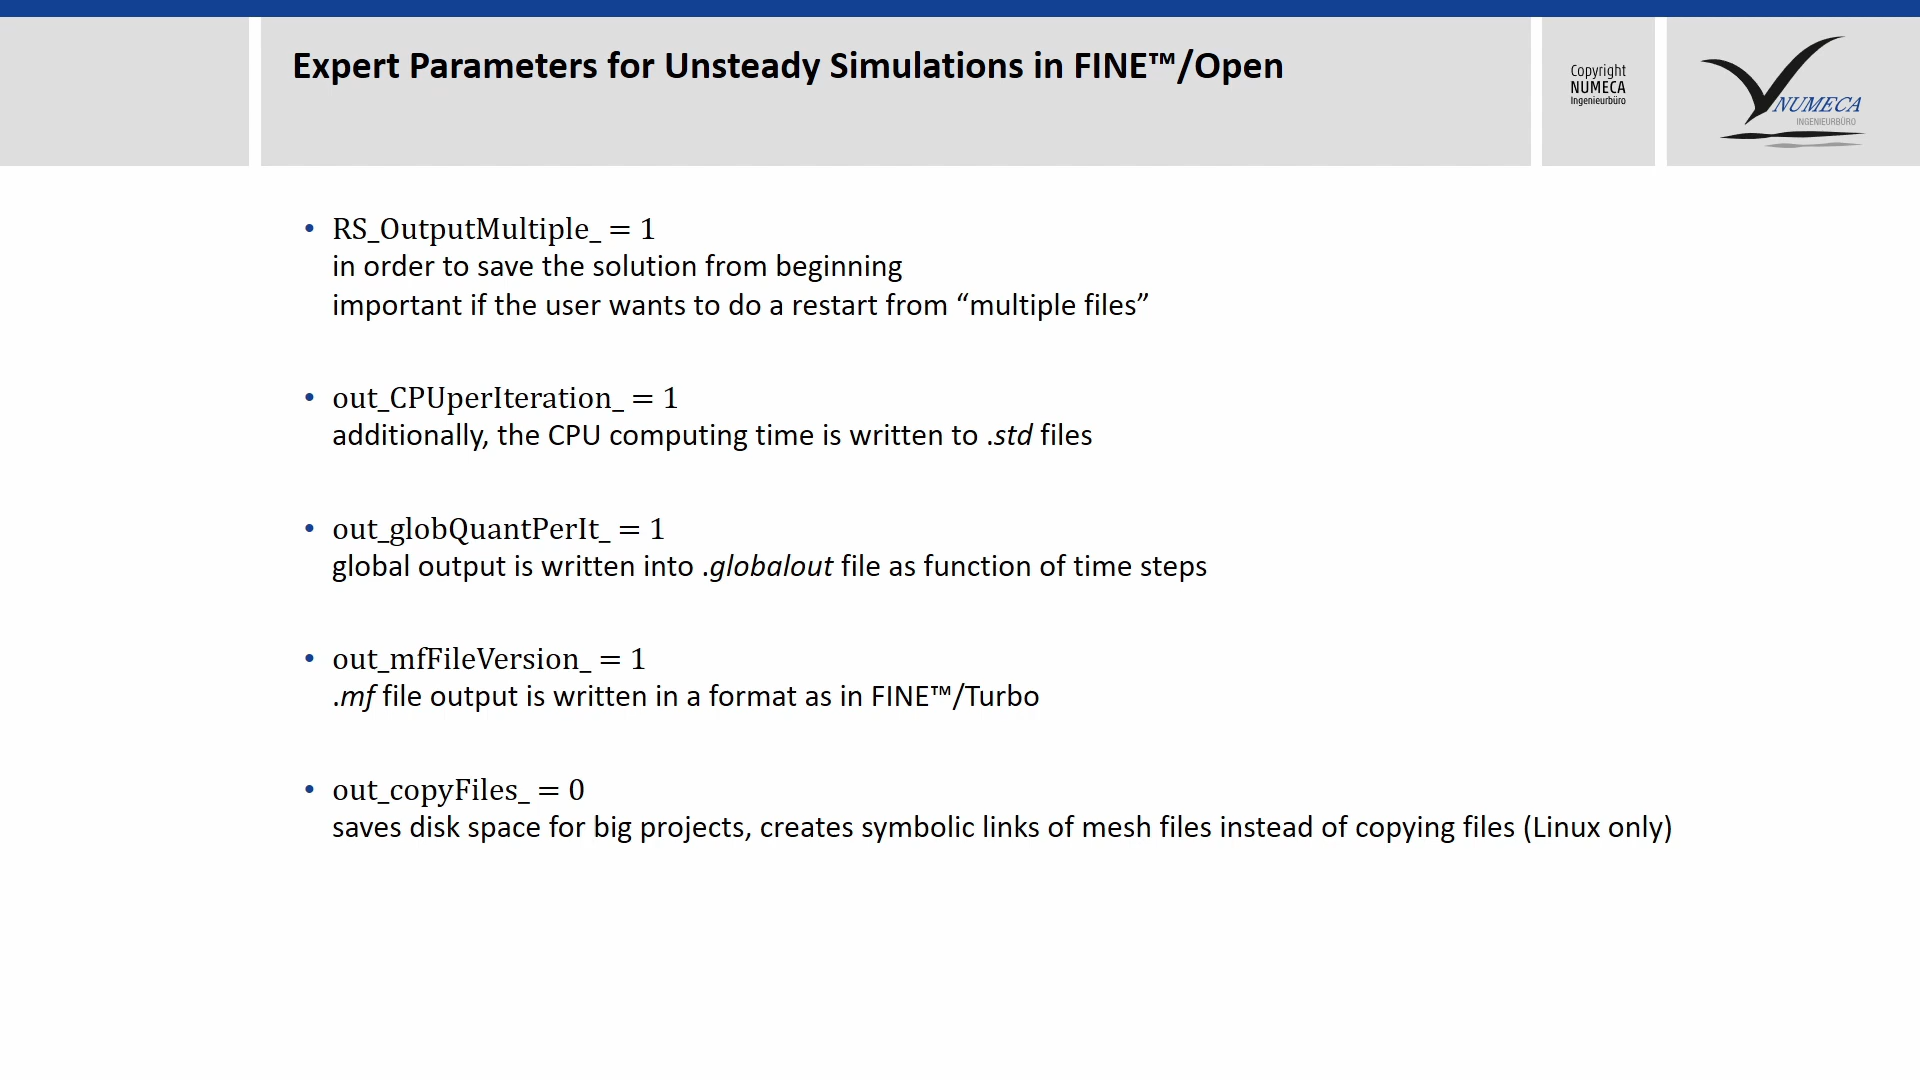 Expert Parameters for Unsteady Simulations in FINE™/Open
Copyright
NUMECA
Ingenieurbüro
NUMECA
INGENIEURBÜRO
• RS_OutputMultiple_ = 1
in order to save the solution from beginning
important if the user wants to do a restart from “multiple files”
• out_CPUperIteration_ = 1
additionally, the CPU computing time is written to .std files
• out_globQuantPerIt_ = 1
global output is written into .globalout file as function of time steps
• out_mfFileVersion_ = 1
.mf file output is written in a format as in FINE™/Turbo
• out_copyFiles_ = 0
saves disk space for big projects, creates symbolic links of mesh files instead of copying files (Linux only)